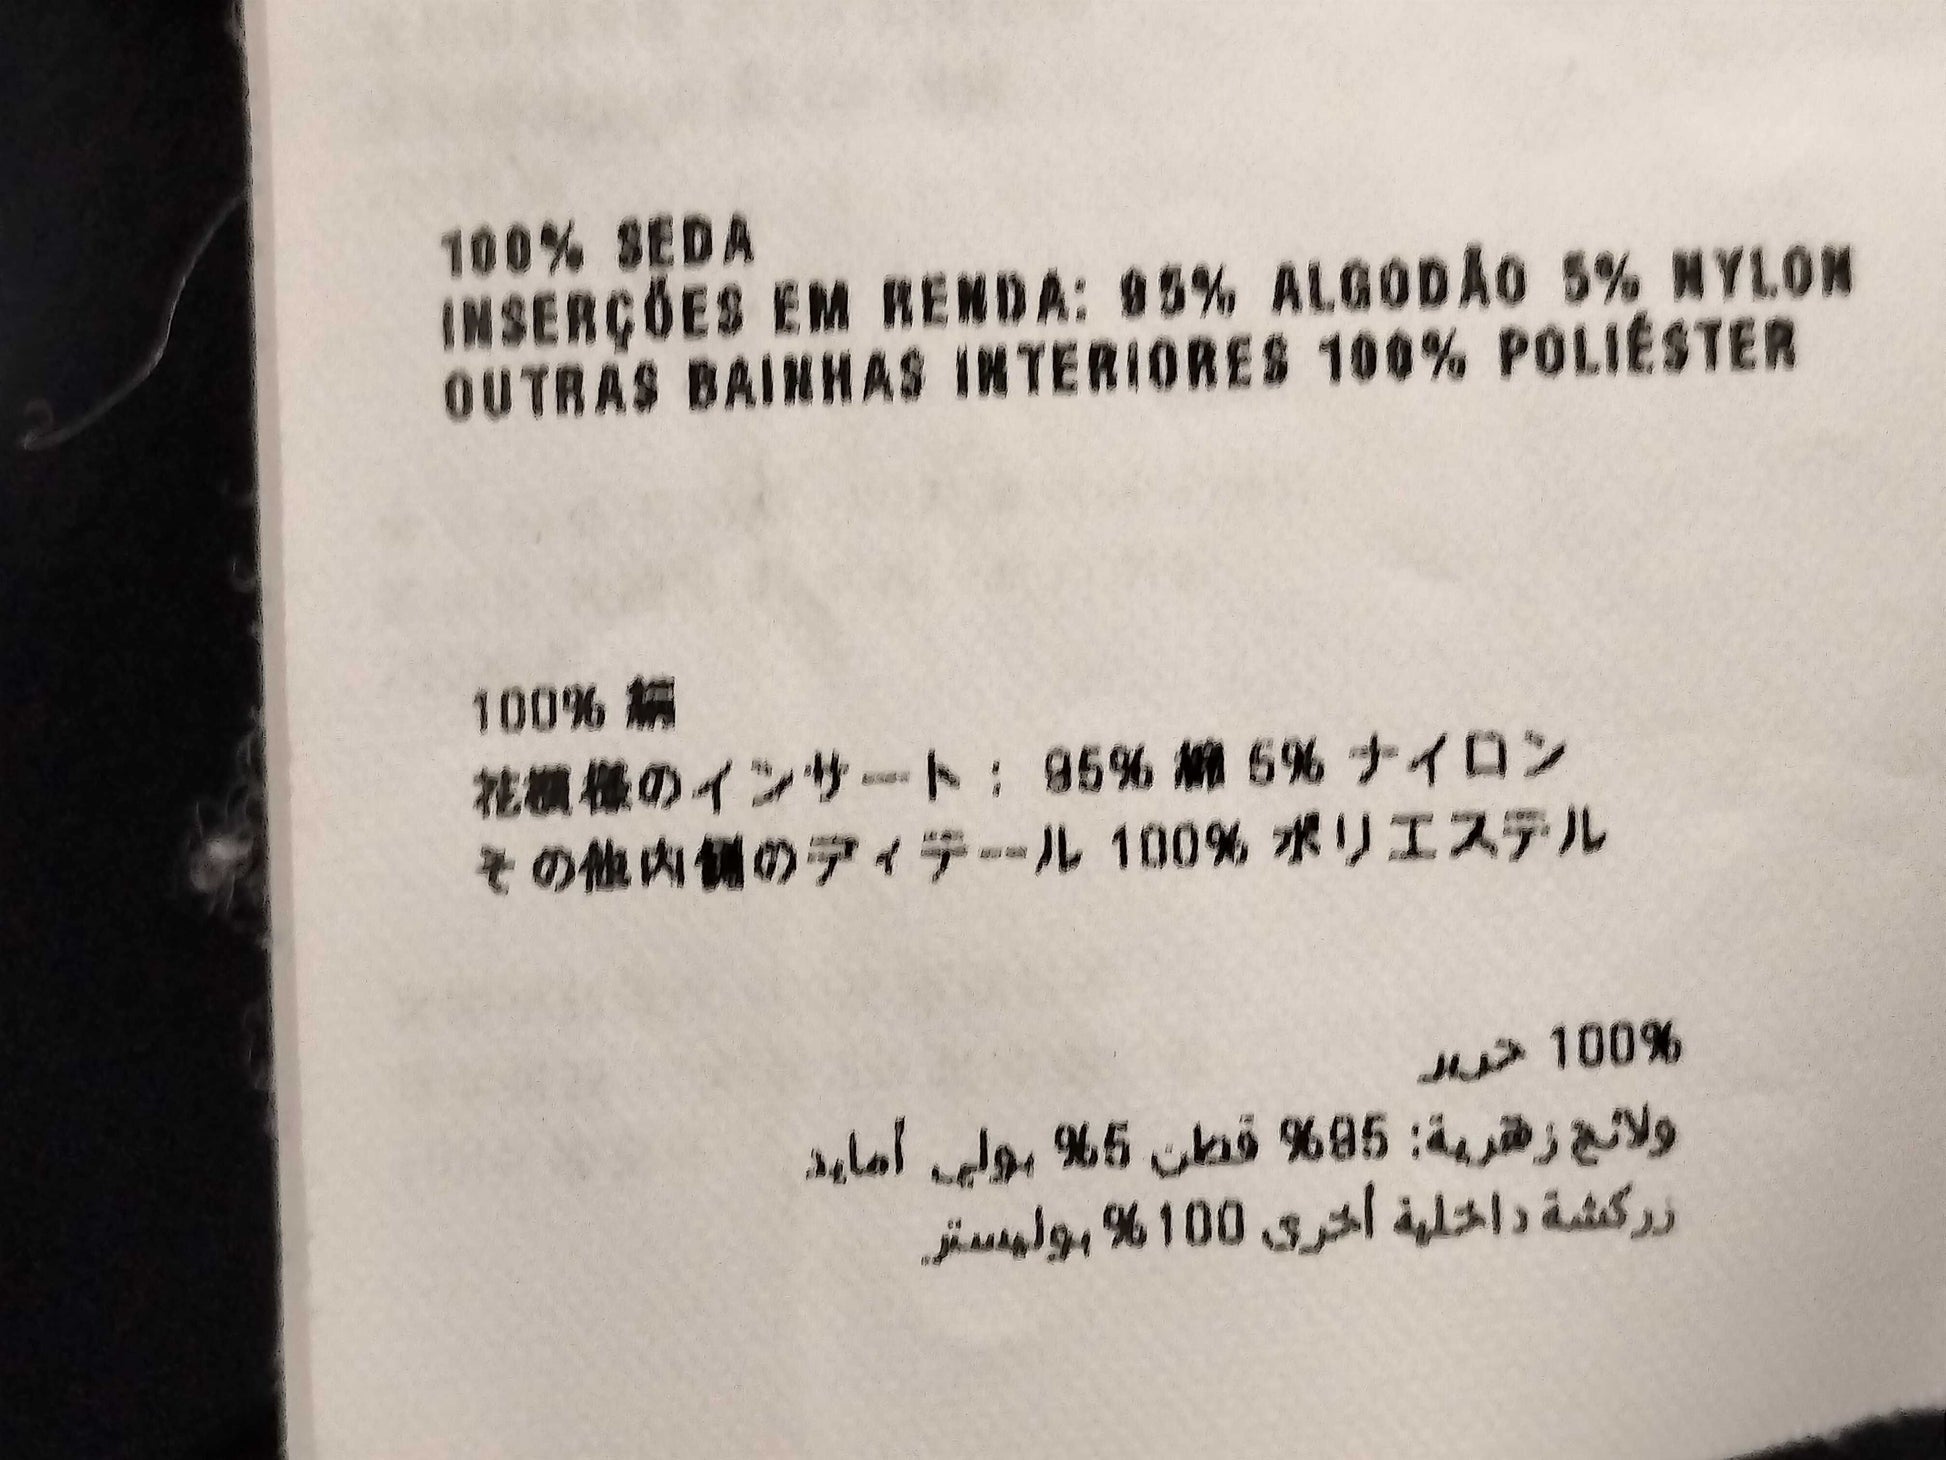 100% SEDA
INSERÇÕES EM RENDA: 95% ALGODÃO 5% NYLON
OUTRAS BAINHAS INTERIORES 100% POLIÉSTER
100% 絹
花模様のインサート: 95% 綿 5% ナイロン
その他内側のディテール 100% ポリエステル
100% حرير
ولائج زهرية: 95% قطن 5% بولي أمايد
زركشة داخلية أخرى 100% بوليستر